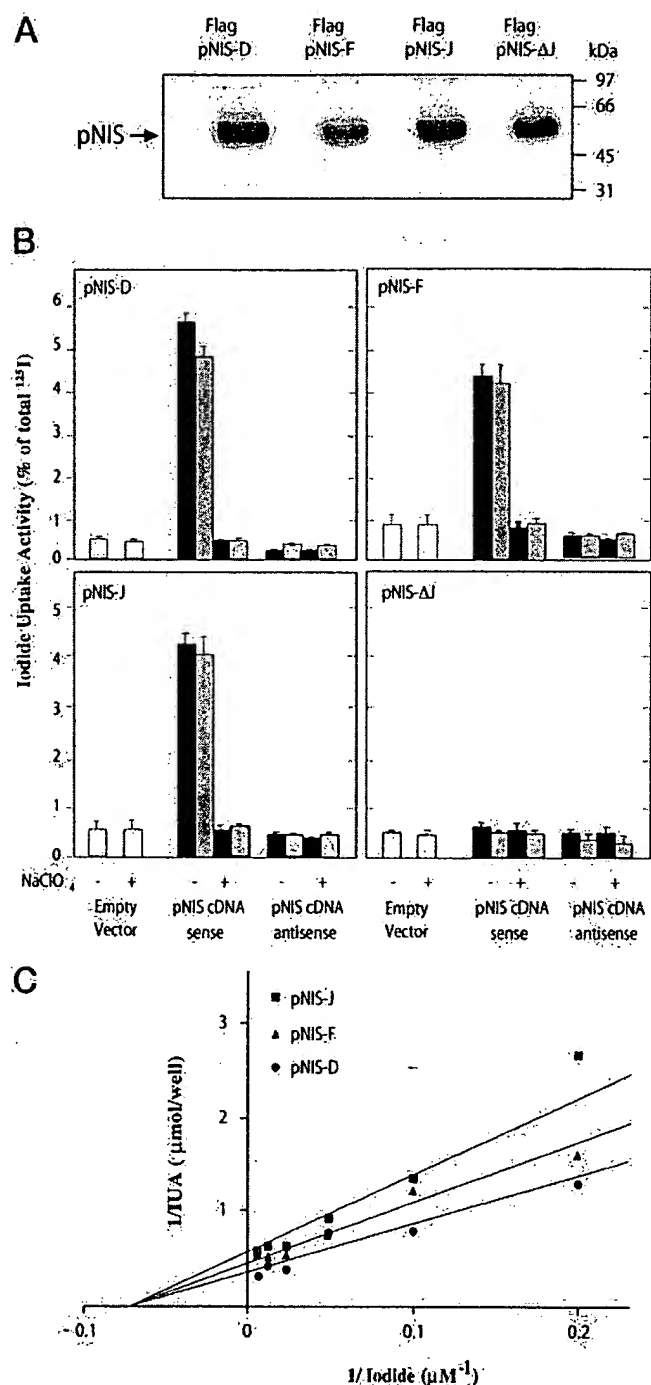 A
Flag Flag Flag Flag
pNIS-D pNIS-F pNIS-J pNIS-ΔJ kDa
97
66
pNIS
45
31
B
pNIS-D pNIS-F
6
5
4
3
2
1
0
Iodide Uptake Activity (% of total ¹²⁵I)
pNIS-J pNIS-ΔJ
5
4
3
2
1
0
NaClO - + - + - + - + - + - +
Empty pNIS cDNA pNIS cDNA Empty pNIS cDNA pNIS cDNA
Vector sense antisense Vector sense antisense
C
pNIS-J
pNIS-F
pNIS-D
3
2
1
1/IUA (µmol/well)
-0.1 0 0.1 0.2
1/ Iodide (µM⁻¹)